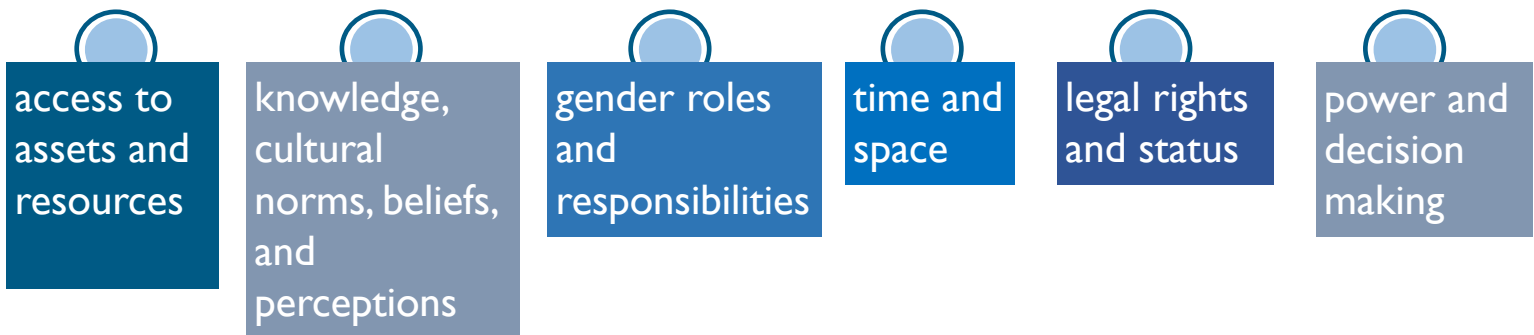 access to
assets and
resources
knowledge,
cultural
norms, beliefs,
and
perceptions
gender roles
and
responsibilities
time and
space
legal rights
and status
power and
decision
making